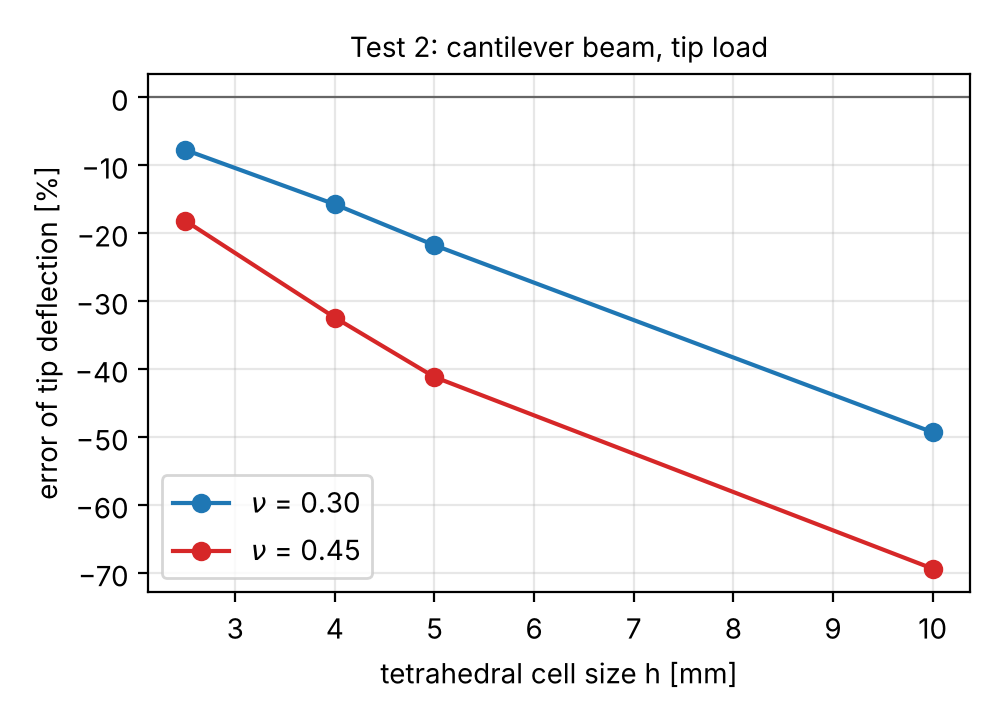 Test 2: cantilever beam, tip load
error of tip deflection [%]
0
−10
−20
−30
−40
−50
−60
−70
ν = 0.30
ν = 0.45
3 4 5 6 7 8 9 10
tetrahedral cell size h [mm]